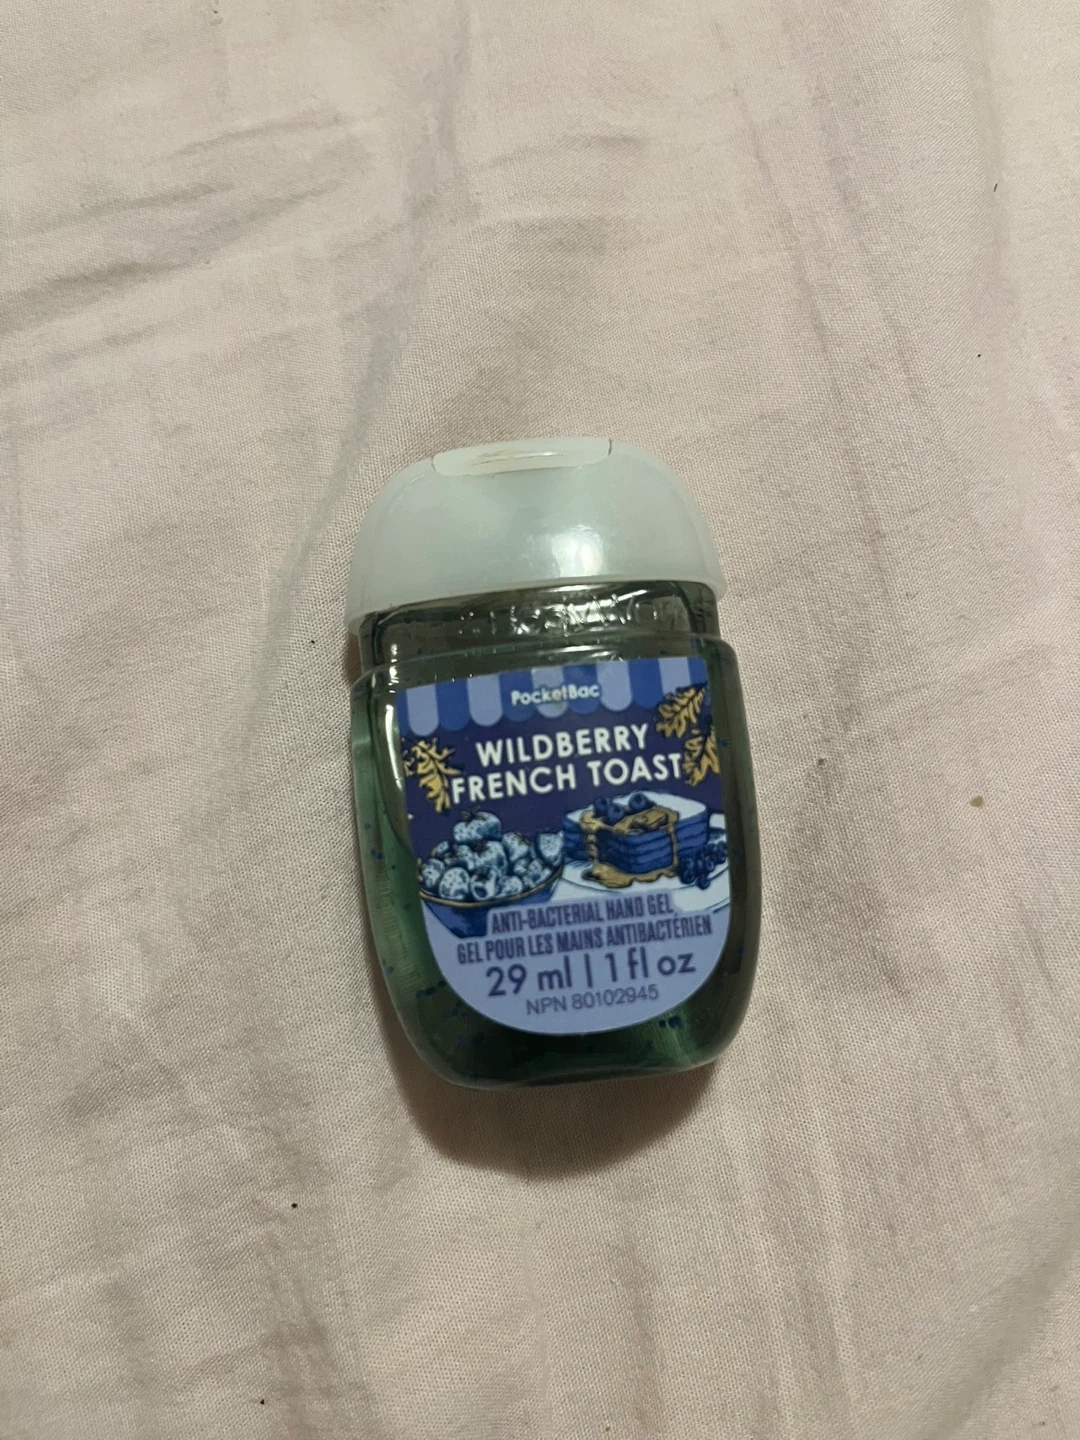 PocketBac
WILDBERRY
FRENCH TOAST
ANTI-BACTERIAL HAND GEL
GEL POUR LES MAINS ANTIBACTÉRIEN
29 ml | 1 fl oz
NPN 80102945